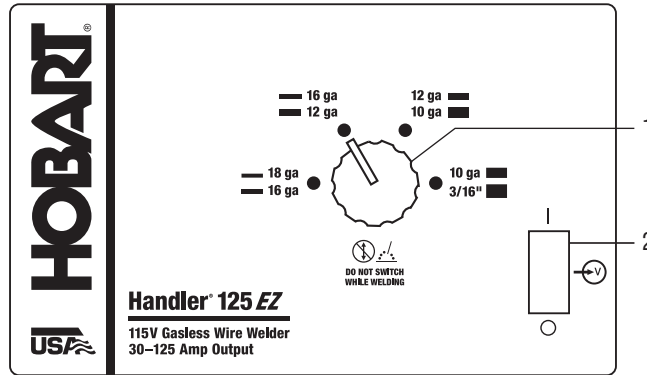 HOBART®
USA
16 ga
12 ga
12 ga
10 ga
18 ga
16 ga
10 ga
3/16"
1
I
2
V
O
DO NOT SWITCH
WHILE WELDING
Handler® 125 EZ
115V Gasless Wire Welder
30–125 Amp Output